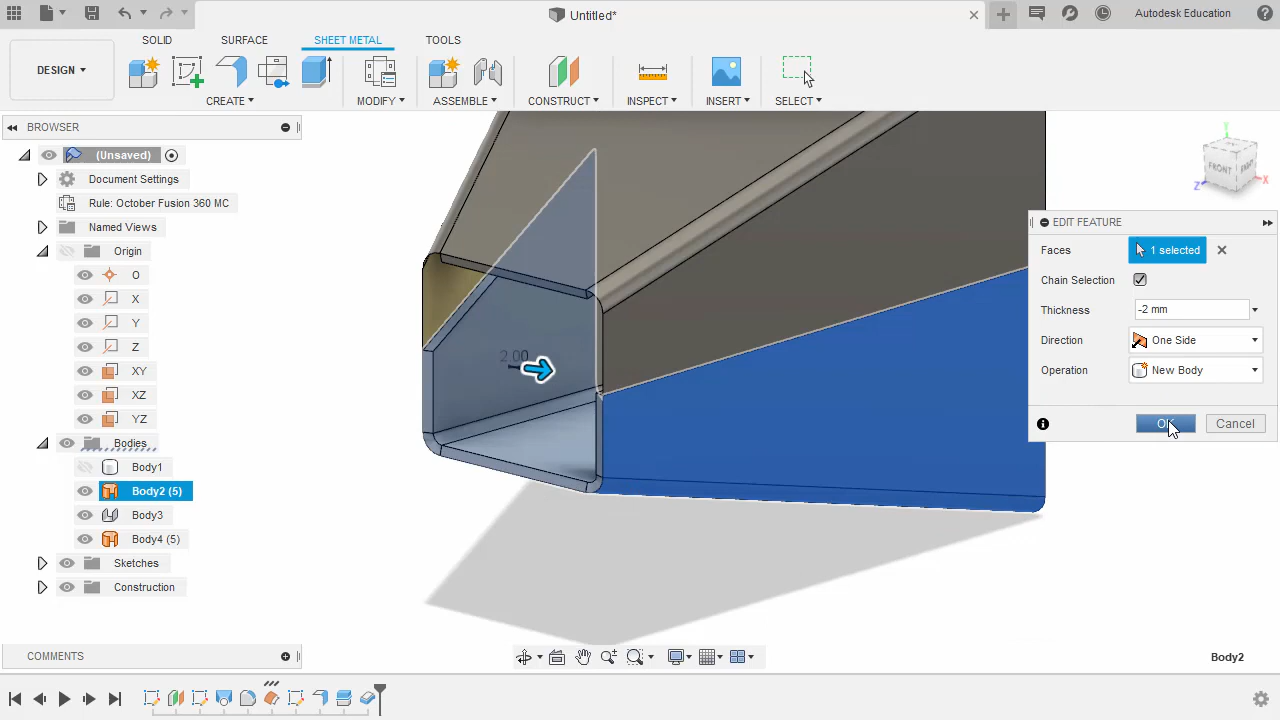 Untitled*
Autodesk Education
DESIGN
SOLID
SURFACE
SHEET METAL
TOOLS
CREATE
MODIFY
ASSEMBLE
CONSTRUCT
INSPECT
INSERT
SELECT
BROWSER
(Unsaved)
Document Settings
Rule: October Fusion 360 MC
Named Views
Origin
O
X
Y
Z
XY
XZ
YZ
Bodies
Body1
Body2 (5)
Body3
Body4 (5)
Sketches
Construction
2.00
Y
FRONT
Z
X
EDIT FEATURE
Faces
1 selected
Chain Selection
Thickness
-2 mm
Direction
One Side
Operation
New Body
OK
Cancel
COMMENTS
Body2